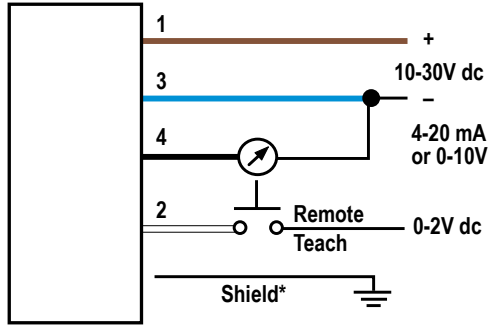 1
+
10-30V dc
3
–
4
4-20 mA
or 0-10V
2
Remote
Teach
0-2V dc
Shield*